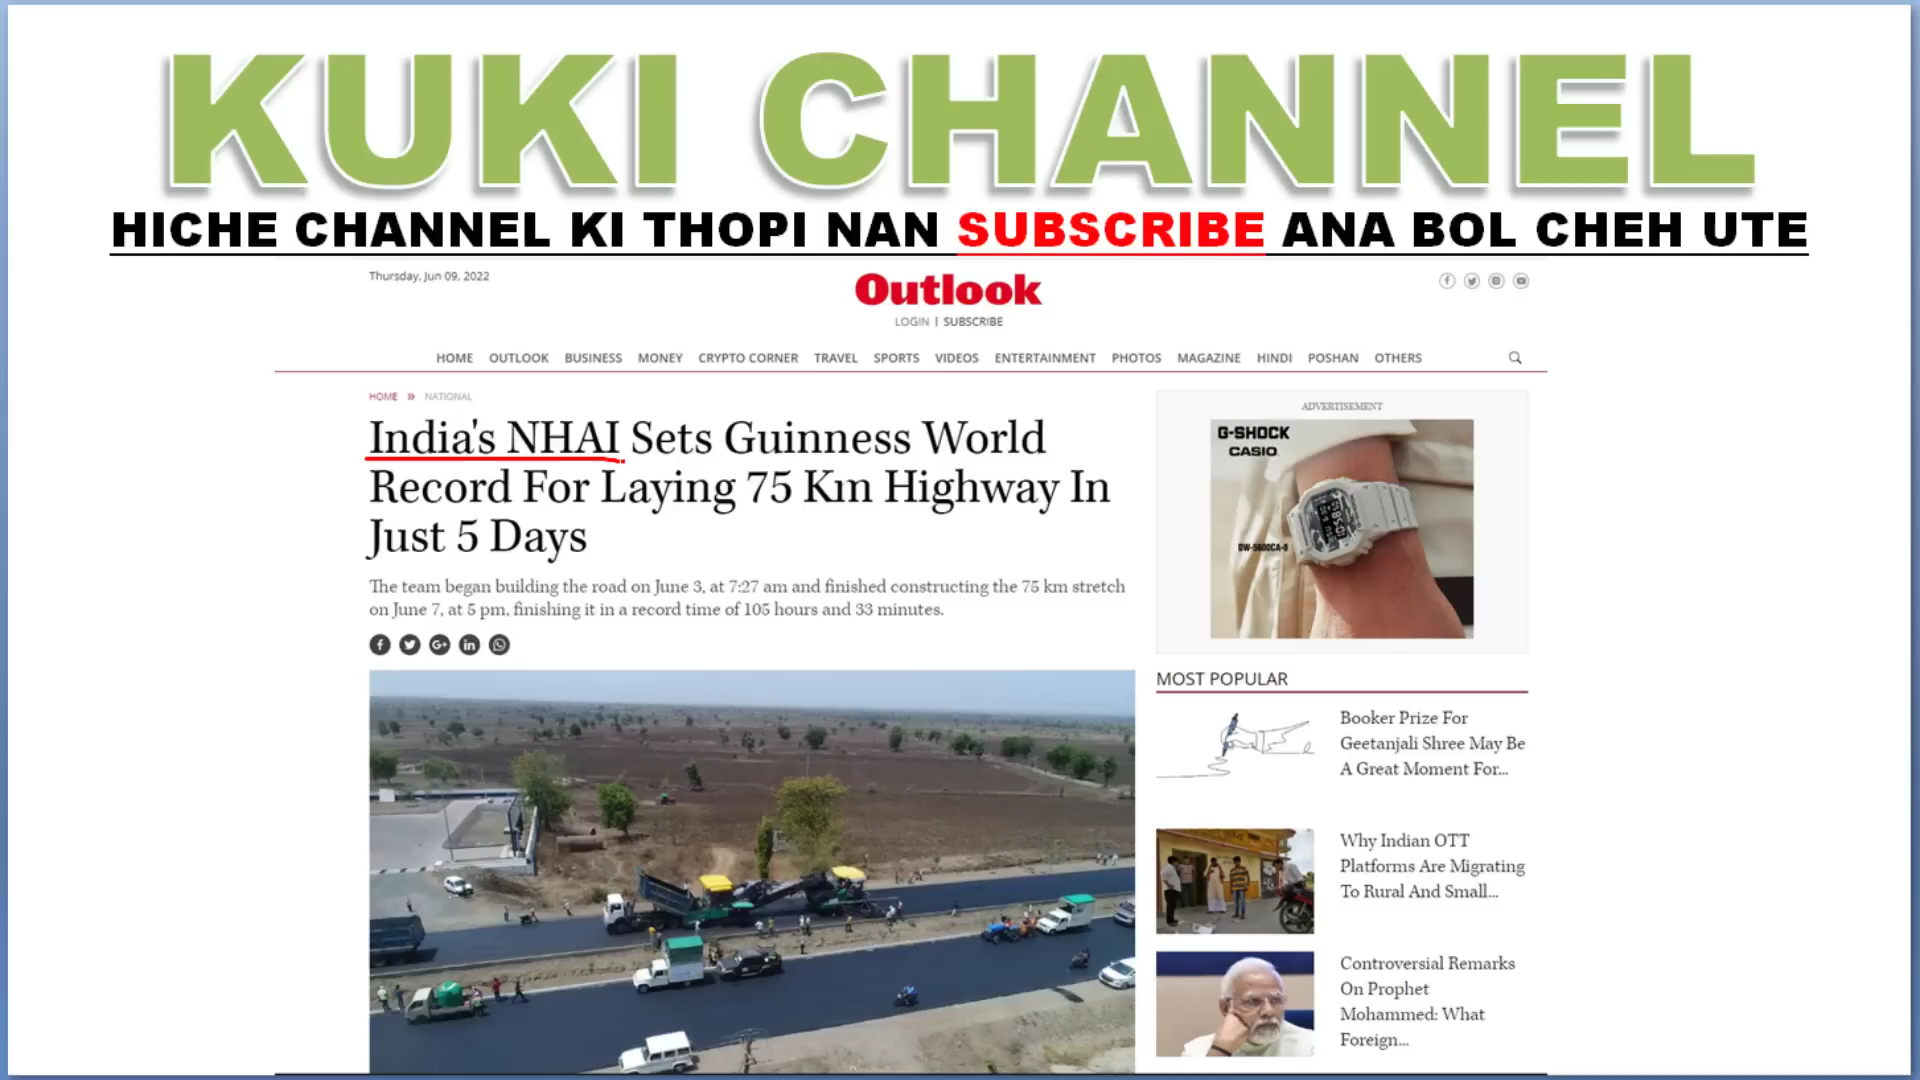 KUKI CHANNEL
HICHE CHANNEL KI THOPI NAN SUBSCRIBE ANA BOL CHEH UTE
Thursday, Jun 09, 2022
Outlook
LOGIN | SUBSCRIBE
HOME OUTLOOK BUSINESS MONEY CRYPTO CORNER TRAVEL SPORTS VIDEOS ENTERTAINMENT PHOTOS MAGAZINE HINDI POSHAN OTHERS
HOME » NATIONAL
India's NHAI Sets Guinness World
Record For Laying 75 Km Highway In
Just 5 Days
The team began building the road on June 3, at 7:27 am and finished constructing the 75 km stretch
on June 7, at 5 pm, finishing it in a record time of 105 hours and 33 minutes.
ADVERTISEMENT
G-SHOCK
CASIO
DW-5600CA-8
MOST POPULAR
Booker Prize For
Geetanjali Shree May Be
A Great Moment For...
Why Indian OTT
Platforms Are Migrating
To Rural And Small...
Controversial Remarks
On Prophet
Mohammed: What
Foreign...